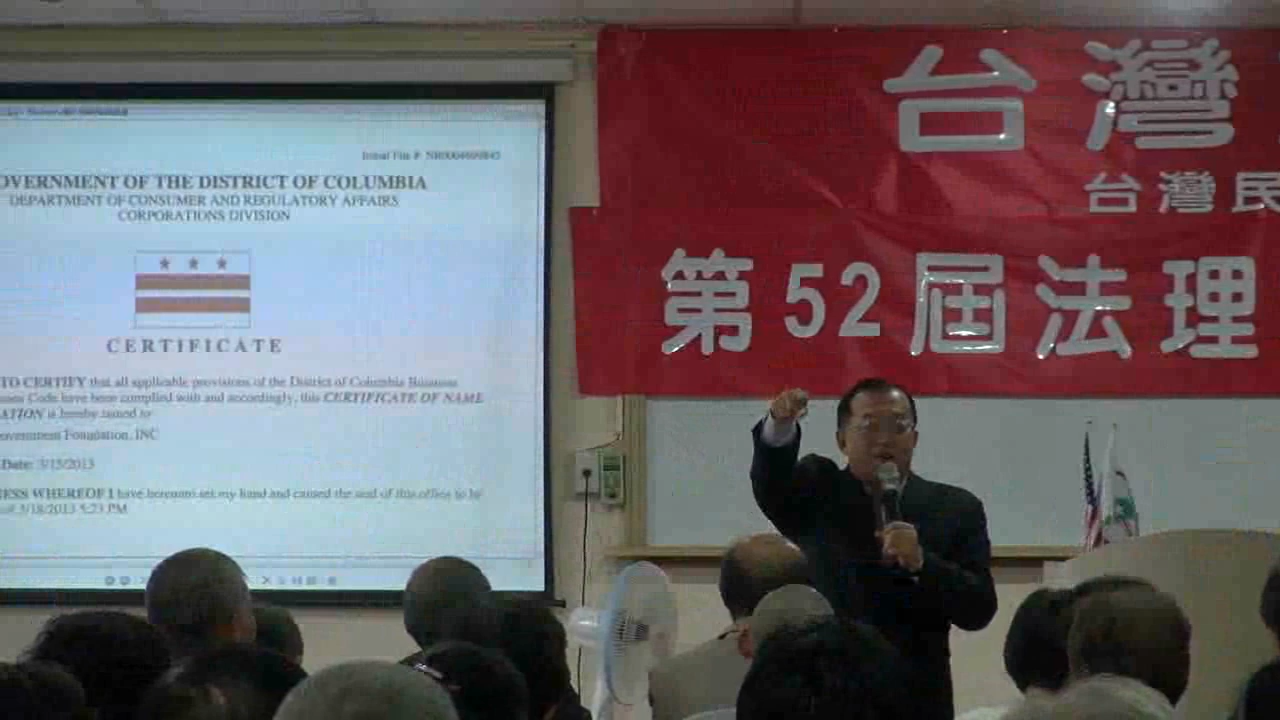 OVERNMENT OF THE DISTRICT OF COLUMBIA
DEPARTMENT OF CONSUMER AND REGULATORY AFFAIRS
CORPORATIONS DIVISION
CERTIFICATE
TO CERTIFY that all applicable provisions of the District of Columbia Business
Code have been complied with and accordingly, this CERTIFICATE OF NAME
ATION is hereby issued to
overnment Foundation, INC
Date: 3/15/2013
ESS WHEREOF I have hereunto set my hand and caused the seal of this office to be
3/18/2013 5:23 PM
台灣
台灣民
第52屆法理